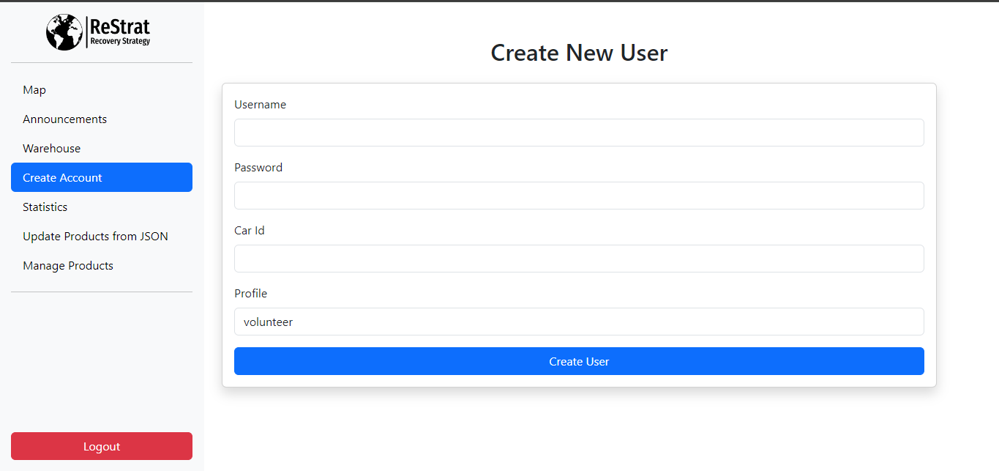 ReStrat
Recovery Strategy
Map
Announcements
Warehouse
Create Account
Statistics
Update Products from JSON
Manage Products
Logout
Create New User
Username
Password
Car Id
Profile
volunteer
Create User